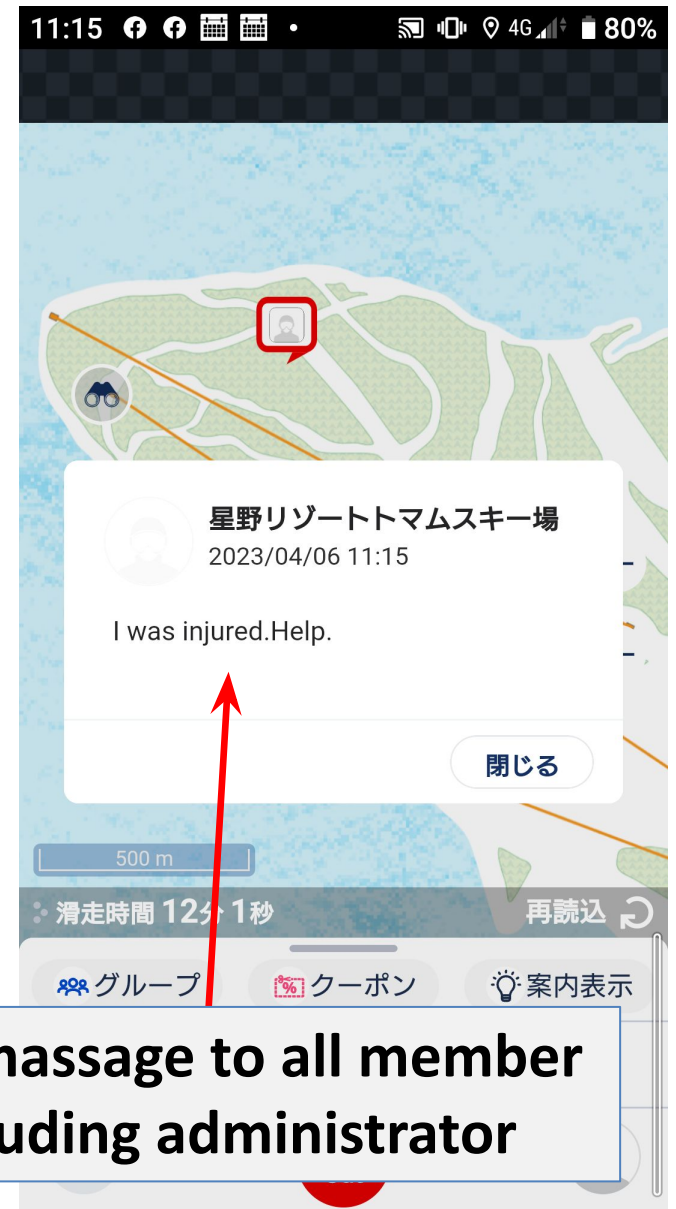 11:15 4G 80%
星野リゾートトマムスキー場
2023/04/06 11:15
I was injured.Help.
閉じる
500 m
滑走時間 12分 1秒 再読込
グループ クーポン 案内表示
massage to all member
uding administrator